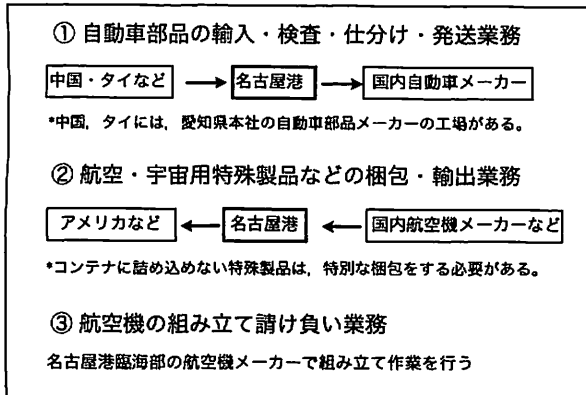 ① 自動車部品の輸入・検査・仕分け・発送業務
中国・タイなど → 名古屋港 → 国内自動車メーカー
*中国，タイには，愛知県本社の自動車部品メーカーの工場がある。
② 航空・宇宙用特殊製品などの梱包・輸出業務
アメリカなど ← 名古屋港 ← 国内航空機メーカーなど
*コンテナに詰め込めない特殊製品は，特別な梱包をする必要がある。
③ 航空機の組み立て請け負い業務
名古屋港臨海部の航空機メーカーで組み立て作業を行う